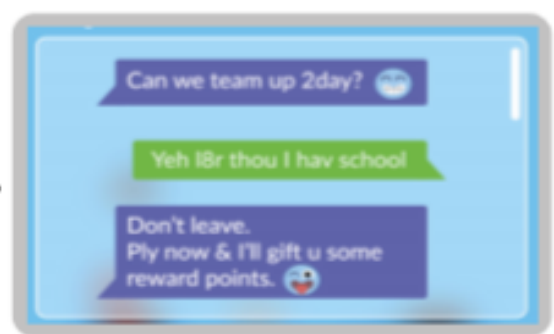 Can we team up 2day?
Yeh l8r thou I hav school
Don't leave.
Ply now & I'll gift u some
reward points.